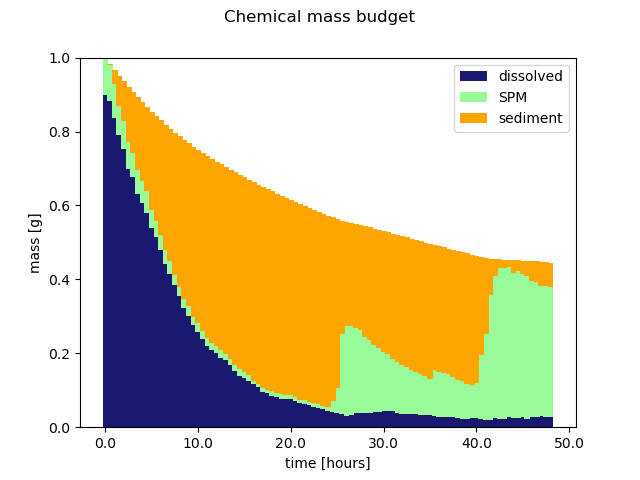 Chemical mass budget
1.0
0.8
0.6
0.4
0.2
0.0
mass [g]
dissolved
SPM
sediment
0.0
10.0
20.0
30.0
40.0
50.0
time [hours]